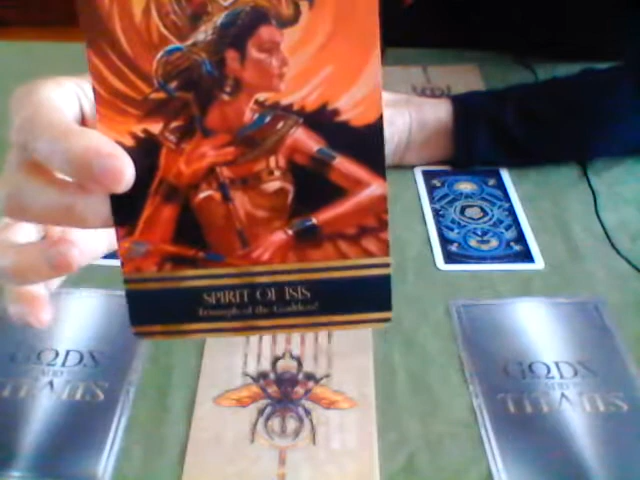 SPIRIT OF ISIS
Triumph of the Goddess!
GODS
AND
TITANS
GODS
AND
TITANS